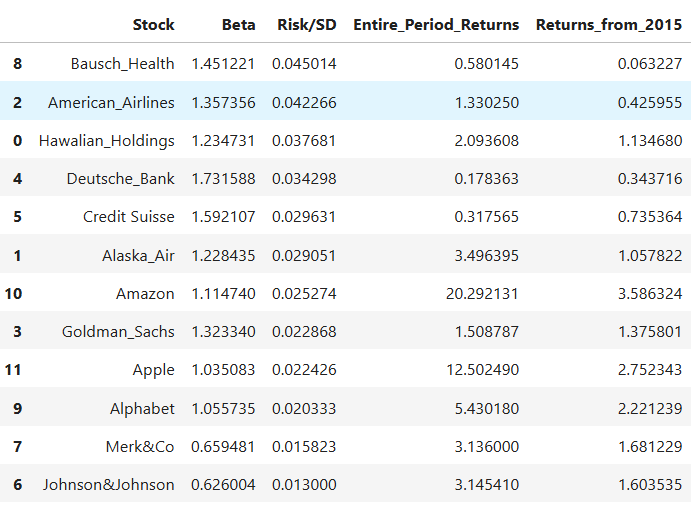 Stock Beta Risk/SD Entire_Period_Returns Returns_from_2015
8 Bausch_Health 1.451221 0.045014 0.580145 0.063227
2 American_Airlines 1.357356 0.042266 1.330250 0.425955
0 Hawalian_Holdings 1.234731 0.037681 2.093608 1.134680
4 Deutsche_Bank 1.731588 0.034298 0.178363 0.343716
5 Credit Suisse 1.592107 0.029631 0.317565 0.735364
1 Alaska_Air 1.228435 0.029051 3.496395 1.057822
10 Amazon 1.114740 0.025274 20.292131 3.586324
3 Goldman_Sachs 1.323340 0.022868 1.508787 1.375801
11 Apple 1.035083 0.022426 12.502490 2.752343
9 Alphabet 1.055735 0.020333 5.430180 2.221239
7 Merk&Co 0.659481 0.015823 3.136000 1.681229
6 Johnson&Johnson 0.626004 0.013000 3.145410 1.603535